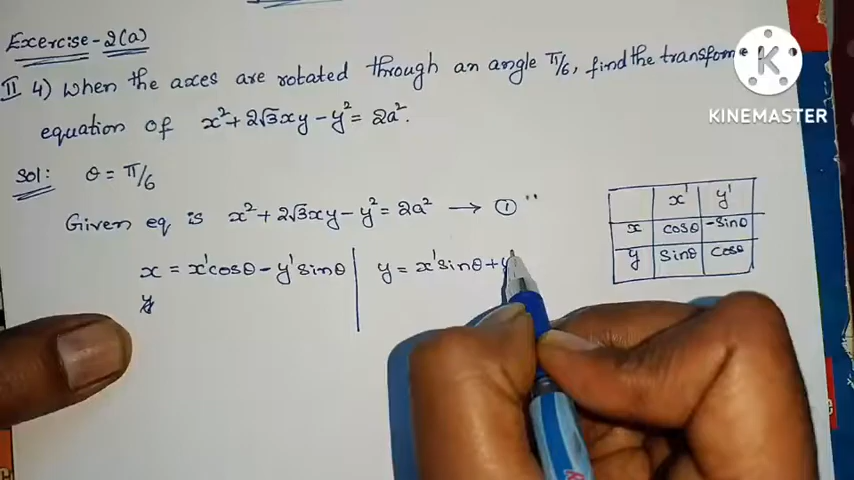 Exercise-2(a)
II 4) When the axes are rotated through an angle π/6, find the transforme
equation of x²+2√3xy-y²=2a².
Sol: θ = π/6
Given eq is x²+2√3xy-y²=2a² → ①
x = x'cosθ - y'sinθ
y = x'sinθ+y
y
x' y'
x cosθ -sinθ
y sinθ cosθ
K
KINEMASTER